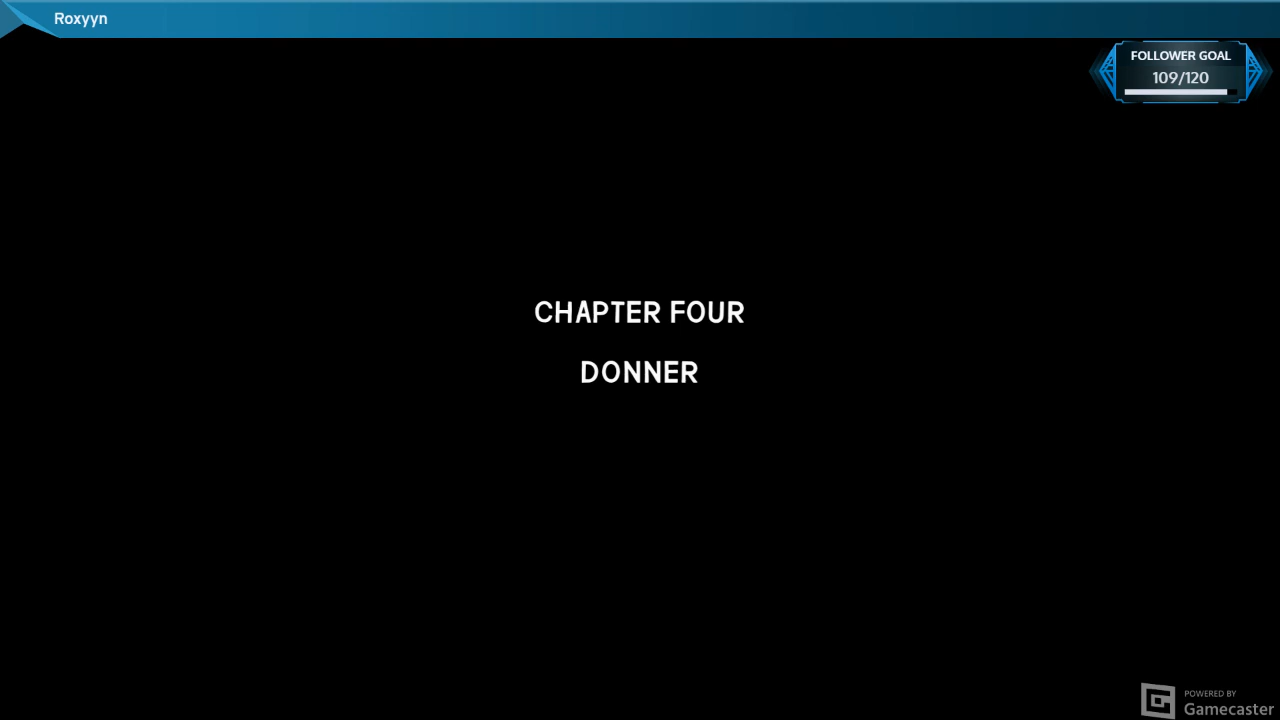 Roxyyn
FOLLOWER GOAL
109/120
CHAPTER FOUR
DONNER
POWERED BY
Gamecaster